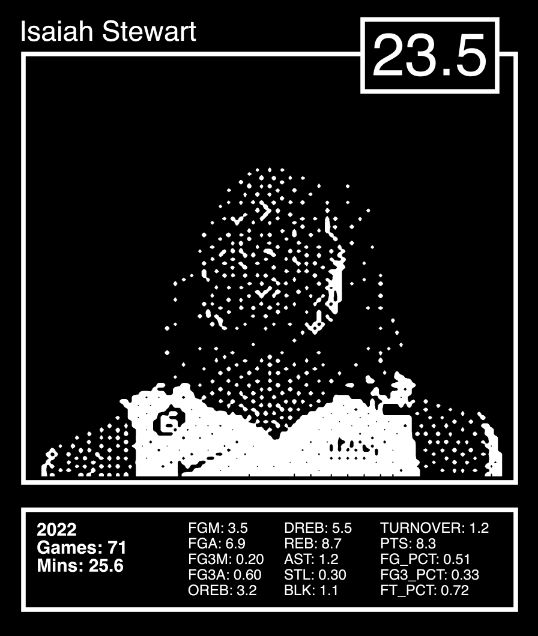 Isaiah Stewart
23.5
2022
Games: 71
Mins: 25.6
FGM: 3.5
FGA: 6.9
FG3M: 0.20
FG3A: 0.60
OREB: 3.2
DREB: 5.5
REB: 8.7
AST: 1.2
STL: 0.30
BLK: 1.1
TURNOVER: 1.2
PTS: 8.3
FG_PCT: 0.51
FG3_PCT: 0.33
FT_PCT: 0.72